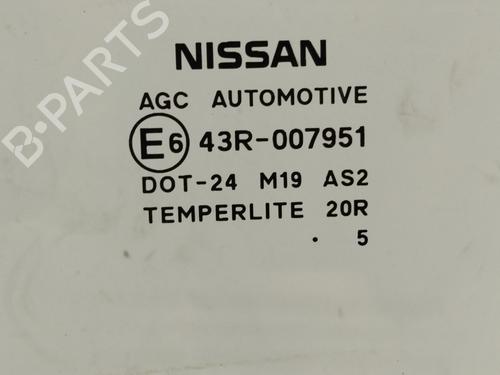 B-PARTS
NISSAN
AGC AUTOMOTIVE
E6 43R-007951
DOT-24 M19 AS2
TEMPERLITE 20R
. 5